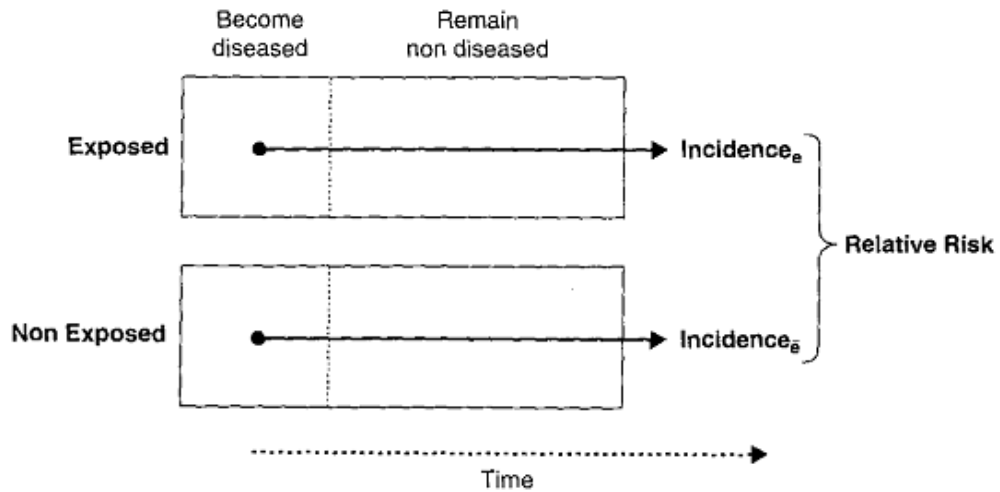 Become
diseased
Remain
non diseased
Exposed
Incidenceₑ
Relative Risk
Non Exposed
Incidenceₑ̄
Time